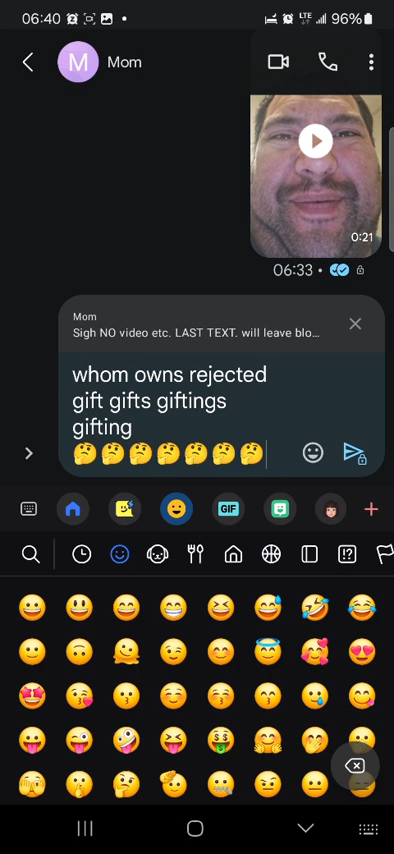 06:40 LTE 96%
M Mom
0:21
06:33
Mom
Sigh NO video etc. LAST TEXT. will leave blo...
whom owns rejected
gift gifts giftings
gifting
🤔🤔🤔🤔🤔🤔🤔
GIF
!?